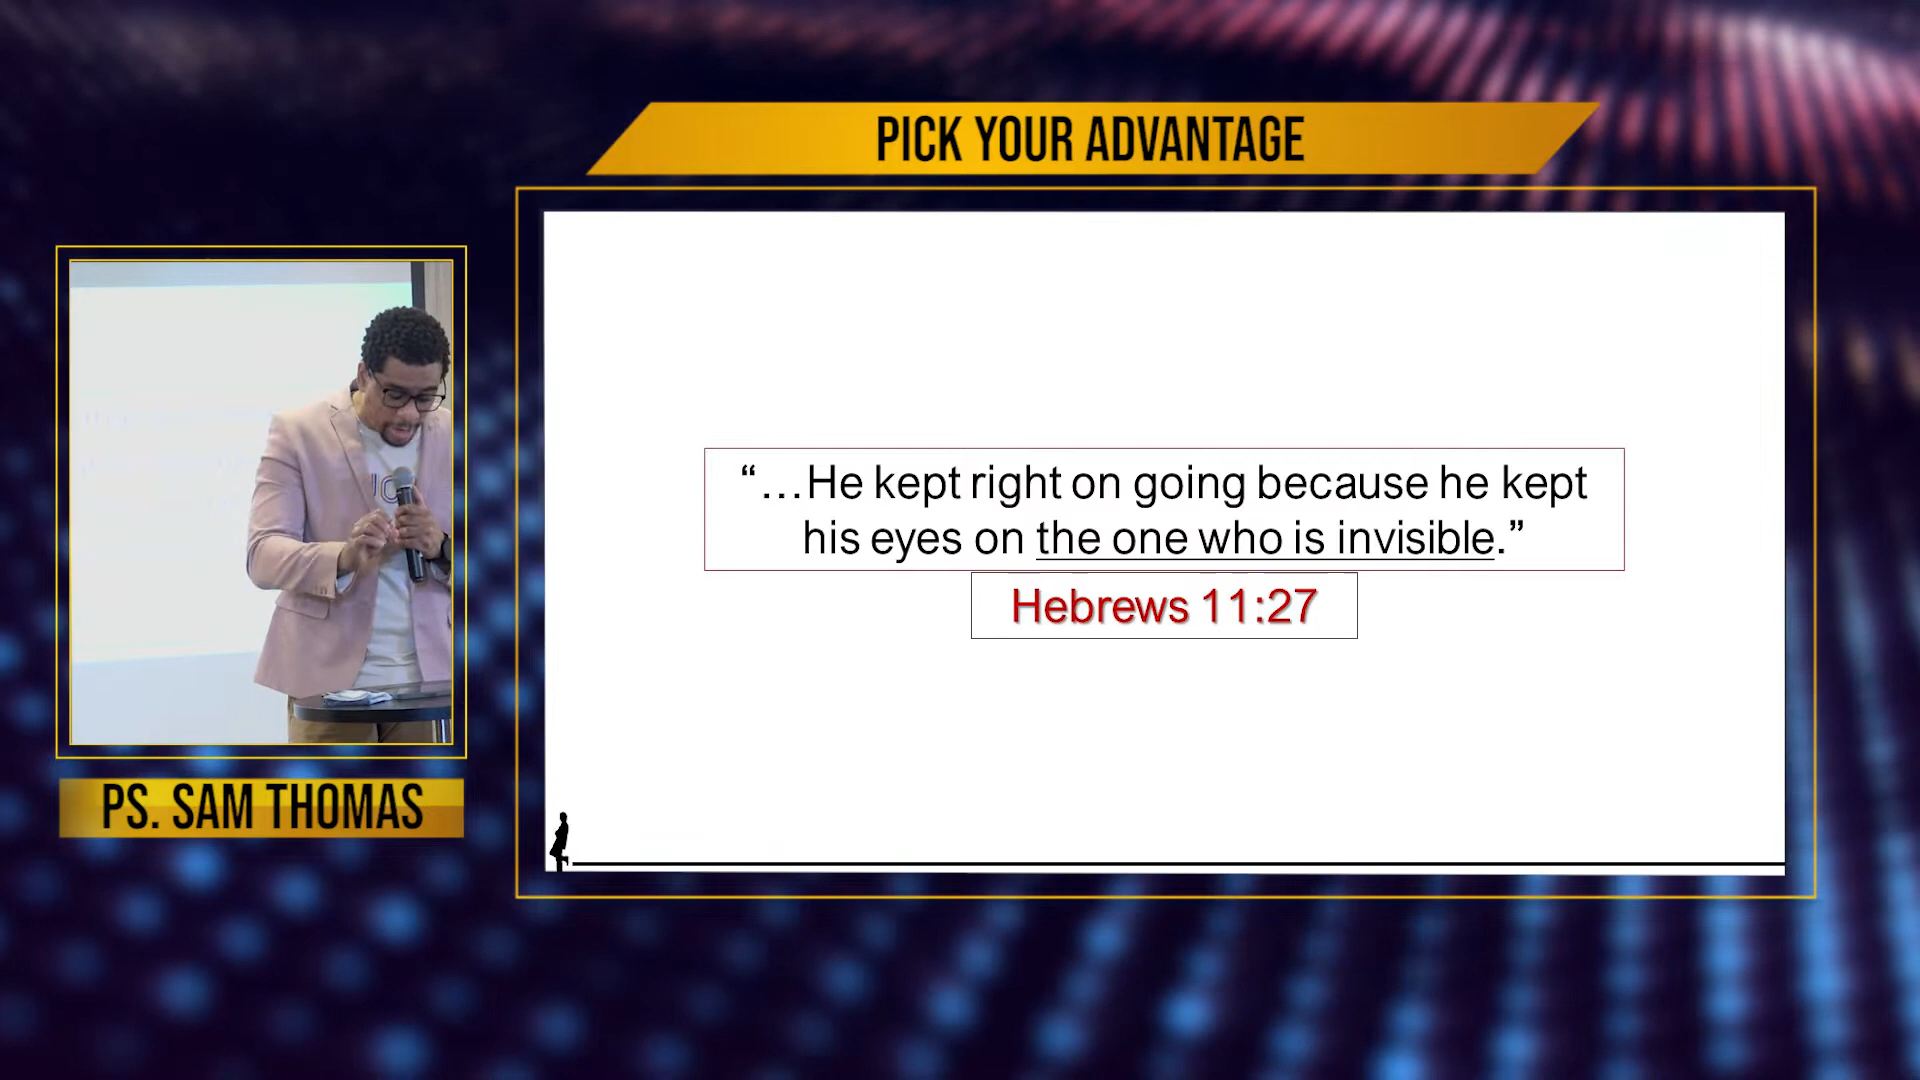 PICK YOUR ADVANTAGE
“…He kept right on going because he kept
his eyes on the one who is invisible.”
Hebrews 11:27
PS. SAM THOMAS